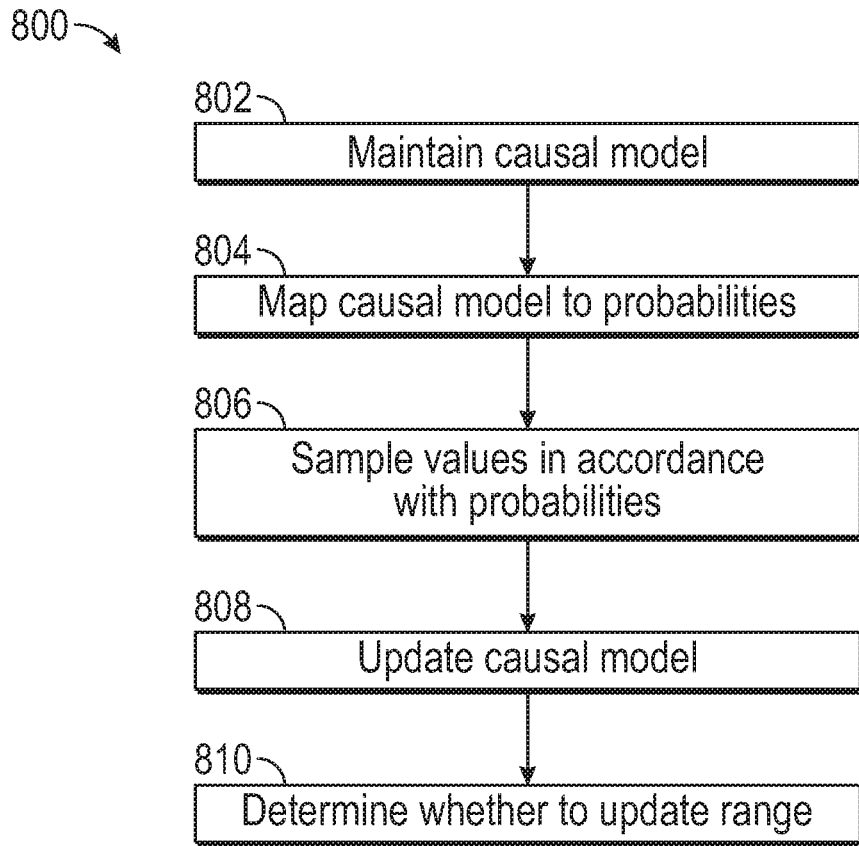 800
802
Maintain causal model
804
Map causal model to probabilities
806
Sample values in accordance
with probabilities
808
Update causal model
810
Determine whether to update range